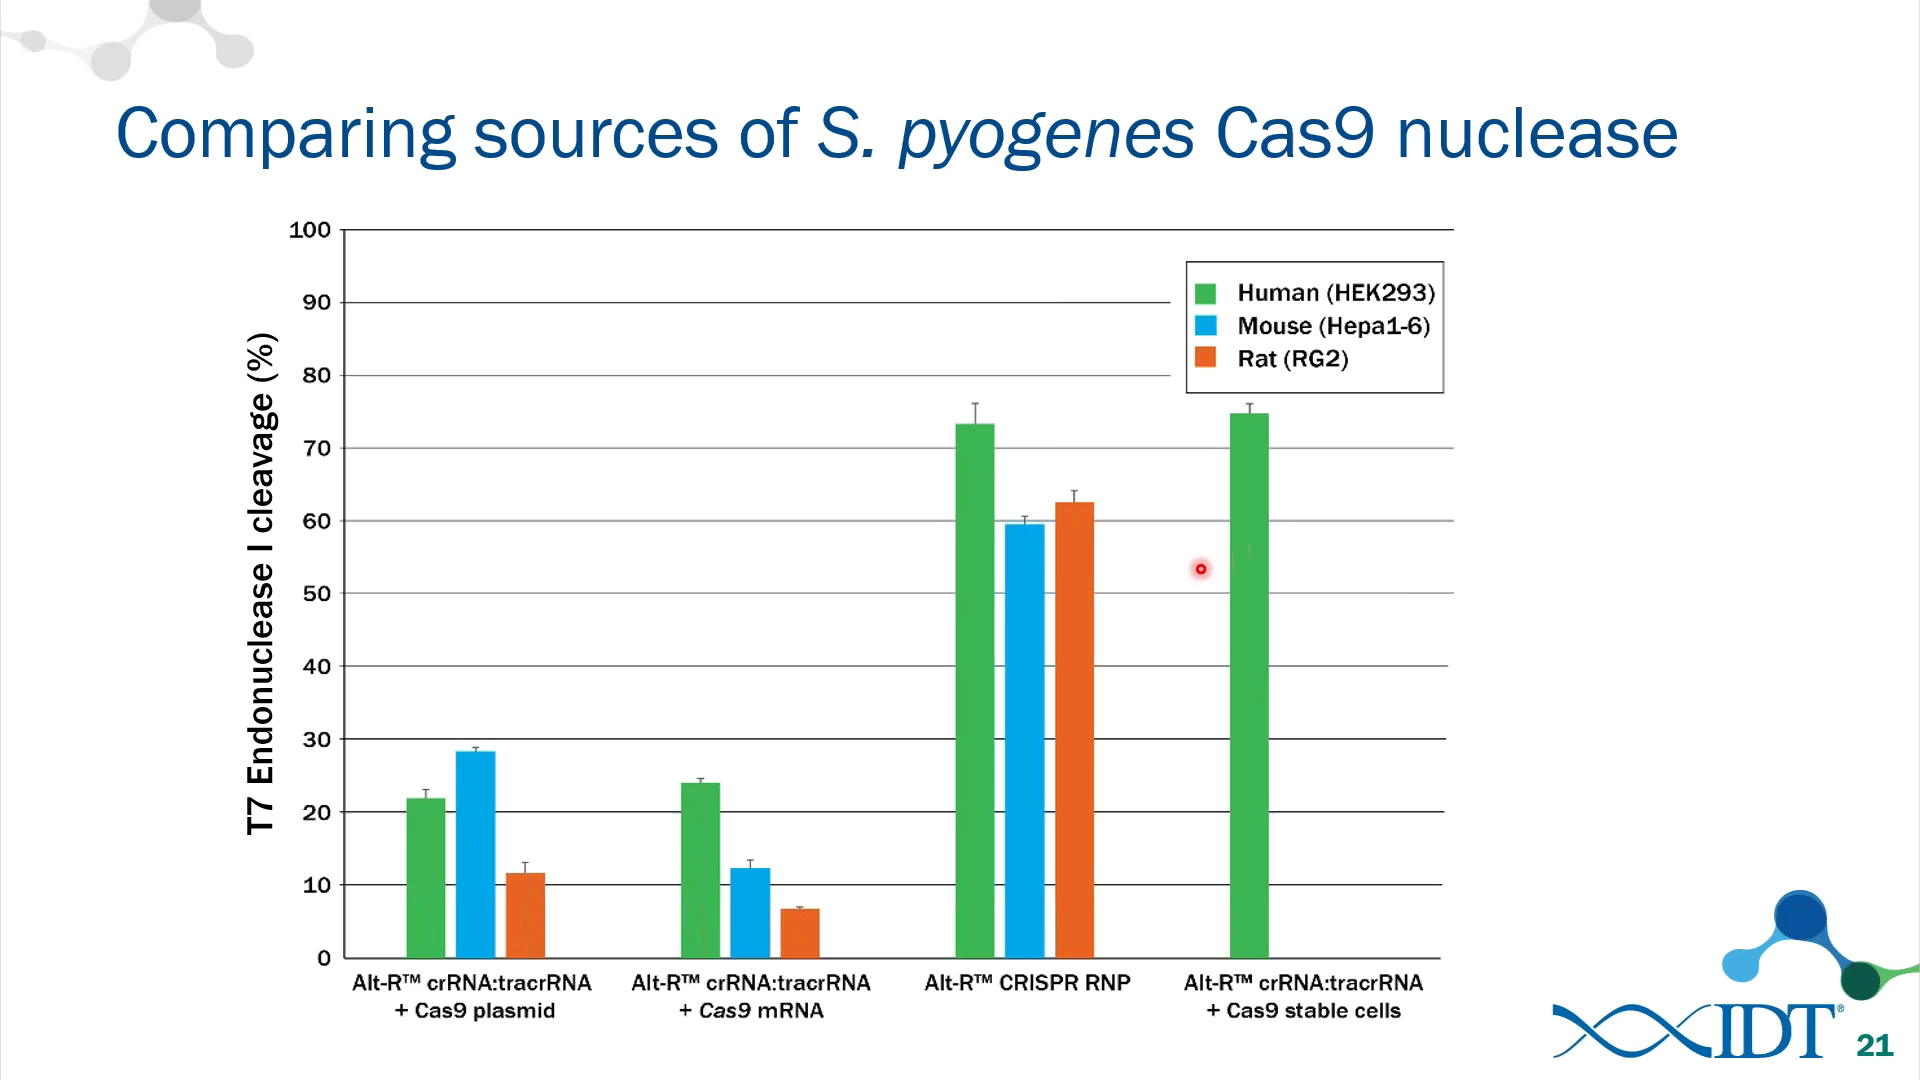 Comparing sources of S. pyogenes Cas9 nuclease
T7 Endonuclease I cleavage (%)
100
90
80
70
60
50
40
30
20
10
0
Human (HEK293)
Mouse (Hepa1-6)
Rat (RG2)
Alt-R™ crRNA:tracrRNA
+ Cas9 plasmid
Alt-R™ crRNA:tracrRNA
+ Cas9 mRNA
Alt-R™ CRISPR RNP
Alt-R™ crRNA:tracrRNA
+ Cas9 stable cells
IDT®
21